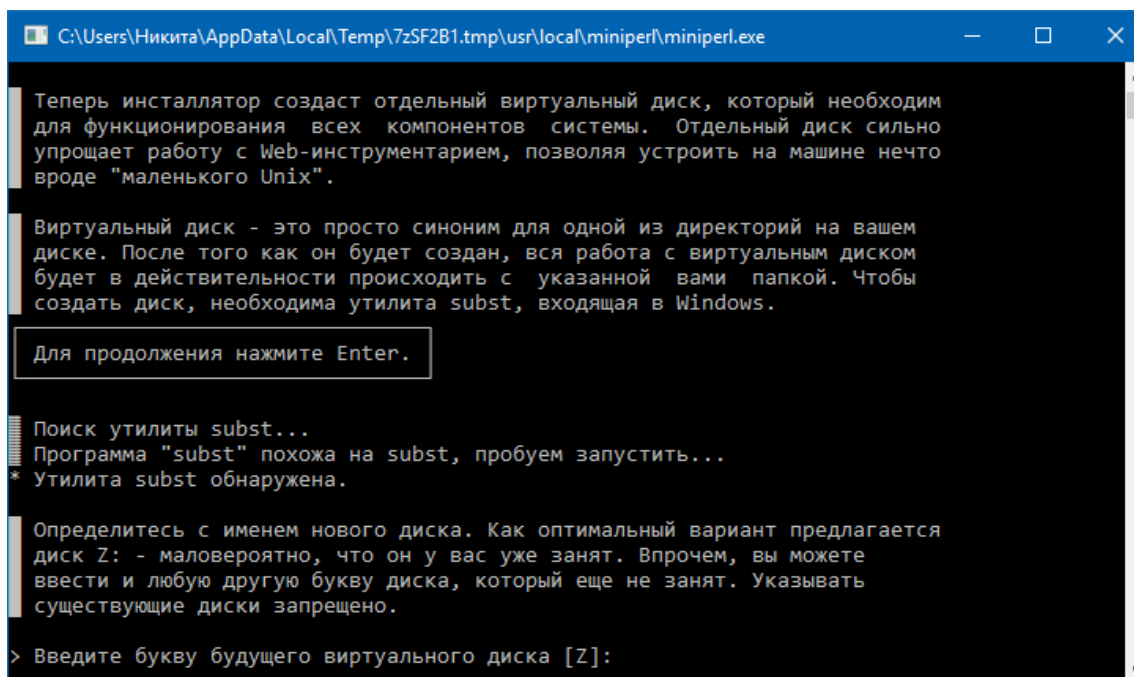 C:\Users\Никита\AppData\Local\Temp\7zSF2B1.tmp\usr\local\miniperl\miniperl.exe
Теперь инсталлятор создаст отдельный виртуальный диск, который необходим
для функционирования  всех  компонентов  системы.  Отдельный диск сильно
упрощает работу с Web-инструментарием, позволяя устроить на машине нечто
вроде "маленького Unix".
Виртуальный диск - это просто синоним для одной из директорий на вашем
диске. После того как он будет создан, вся работа с виртуальным диском
будет в действительности происходить с  указанной  вами  папкой. Чтобы
создать диск, необходима утилита subst, входящая в Windows.
Для продолжения нажмите Enter.
Поиск утилиты subst...
Программа "subst" похожа на subst, пробуем запустить...
* Утилита subst обнаружена.
Определитесь с именем нового диска. Как оптимальный вариант предлагается
диск Z: - маловероятно, что он у вас уже занят. Впрочем, вы можете
ввести и любую другую букву диска, который еще не занят. Указывать
существующие диски запрещено.
> Введите букву будущего виртуального диска [Z]: